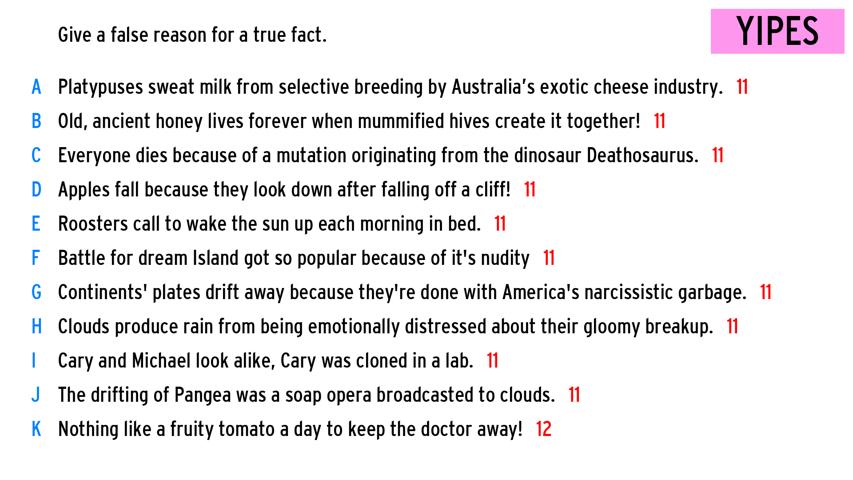 Give a false reason for a true fact.
YIPES
A Platypuses sweat milk from selective breeding by Australia's exotic cheese industry. 11
B Old, ancient honey lives forever when mummified hives create it together! 11
C Everyone dies because of a mutation originating from the dinosaur Deathosaurus. 11
D Apples fall because they look down after falling off a cliff! 11
E Roosters call to wake the sun up each morning in bed. 11
F Battle for dream Island got so popular because of it's nudity 11
G Continents' plates drift away because they're done with America's narcissistic garbage. 11
H Clouds produce rain from being emotionally distressed about their gloomy breakup. 11
I Cary and Michael look alike, Cary was cloned in a lab. 11
J The drifting of Pangea was a soap opera broadcasted to clouds. 11
K Nothing like a fruity tomato a day to keep the doctor away! 12